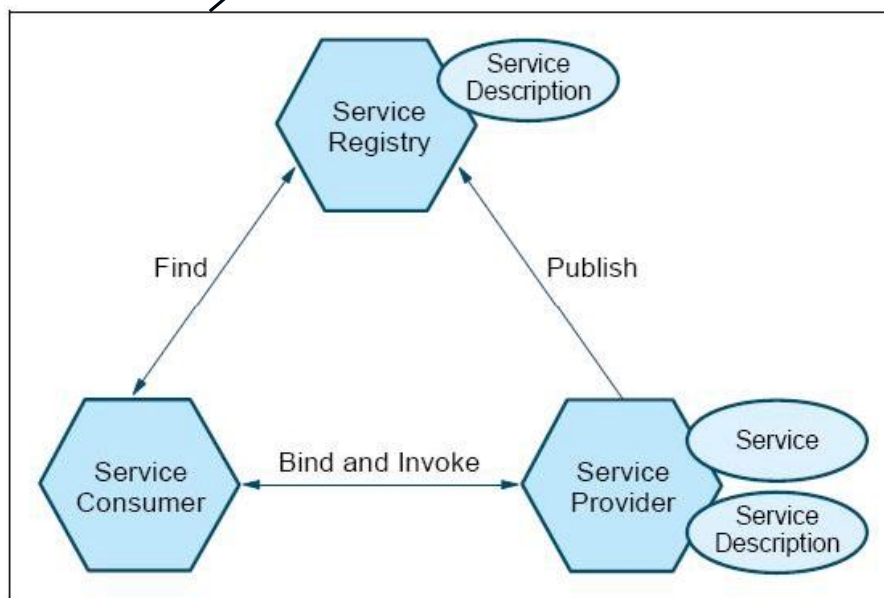 Service
Description
Service
Registry
Find
Publish
Service
Consumer
Bind and Invoke
Service
Provider
Service
Service
Description